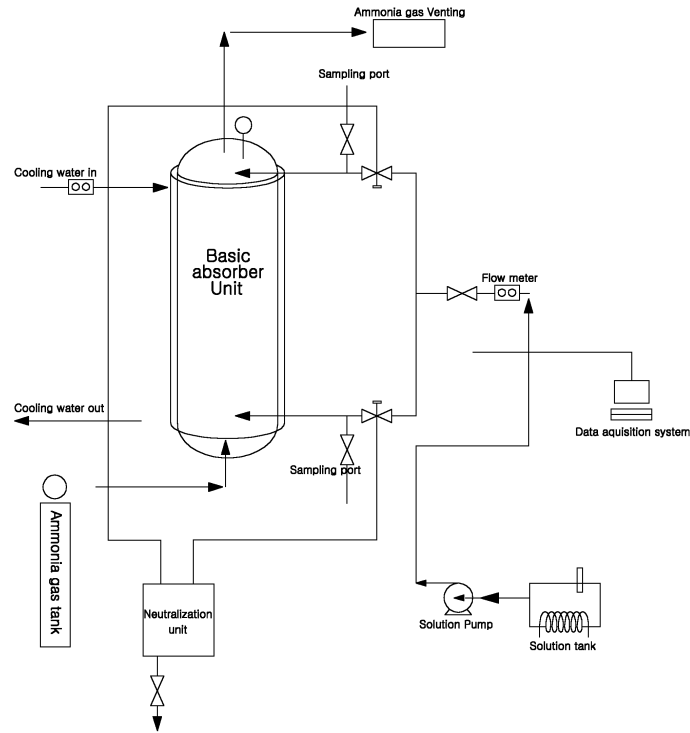 Ammonia gas Venting
Sampling port
Cooling water in
Basic
absorber
Unit
Flow meter
Cooling water out
Data aquisition system
Sampling port
Ammonia gas tank
Neutralization
unit
Solution Pump
Solution tank